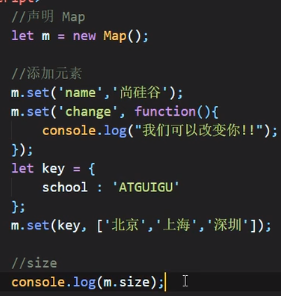 //声明 Map
let m = new Map();
//添加元素
m.set('name','尚硅谷');
m.set('change', function(){
console.log("我们可以改变你!!");
});
let key = {
school : 'ATGUIGU'
};
m.set(key, ['北京','上海','深圳']);
//size
console.log(m.size);